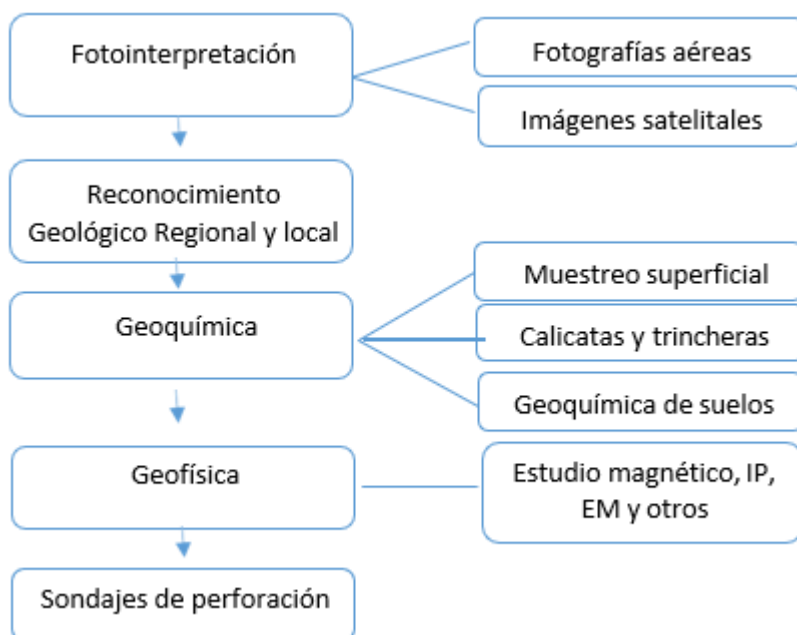 Fotointerpretación
Fotografías aéreas
Imágenes satelitales
Reconocimiento
Geológico Regional y local
Geoquímica
Muestreo superficial
Calicatas y trincheras
Geoquímica de suelos
Geofísica
Estudio magnético, IP,
EM y otros
Sondajes de perforación